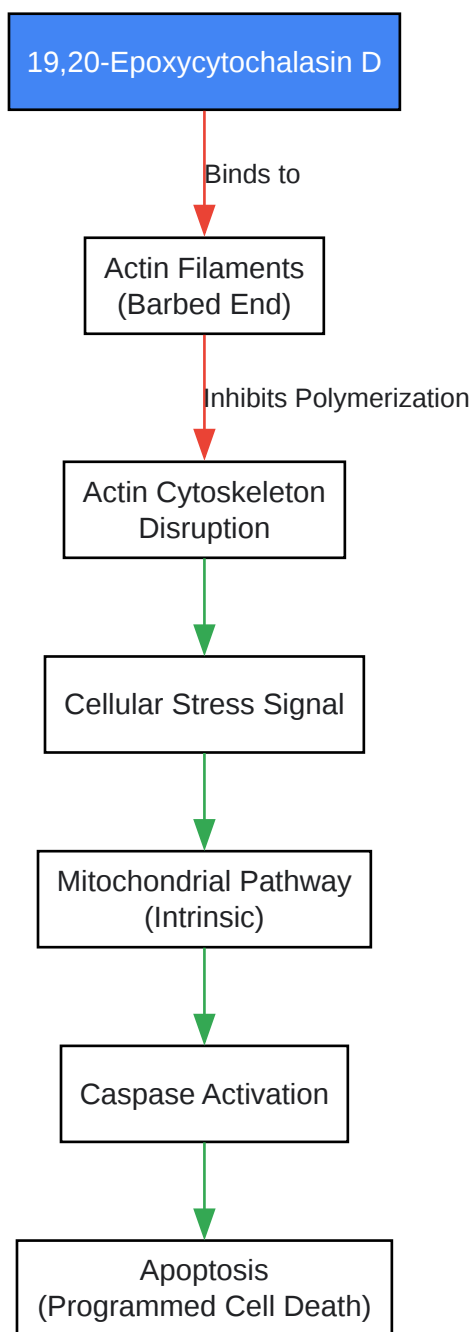 19,20-Epoxycytochalasin D
Binds to
Actin Filaments
(Barbed End)
Inhibits Polymerization
Actin Cytoskeleton
Disruption
Cellular Stress Signal
Mitochondrial Pathway
(Intrinsic)
Caspase Activation
Apoptosis
(Programmed Cell Death)